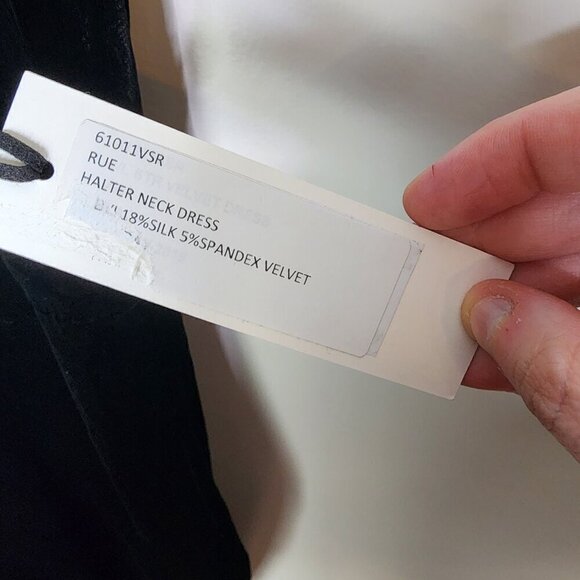 61011VSR
RUE
HALTER NECK DRESS
18%SILK 5%SPANDEX VELVET